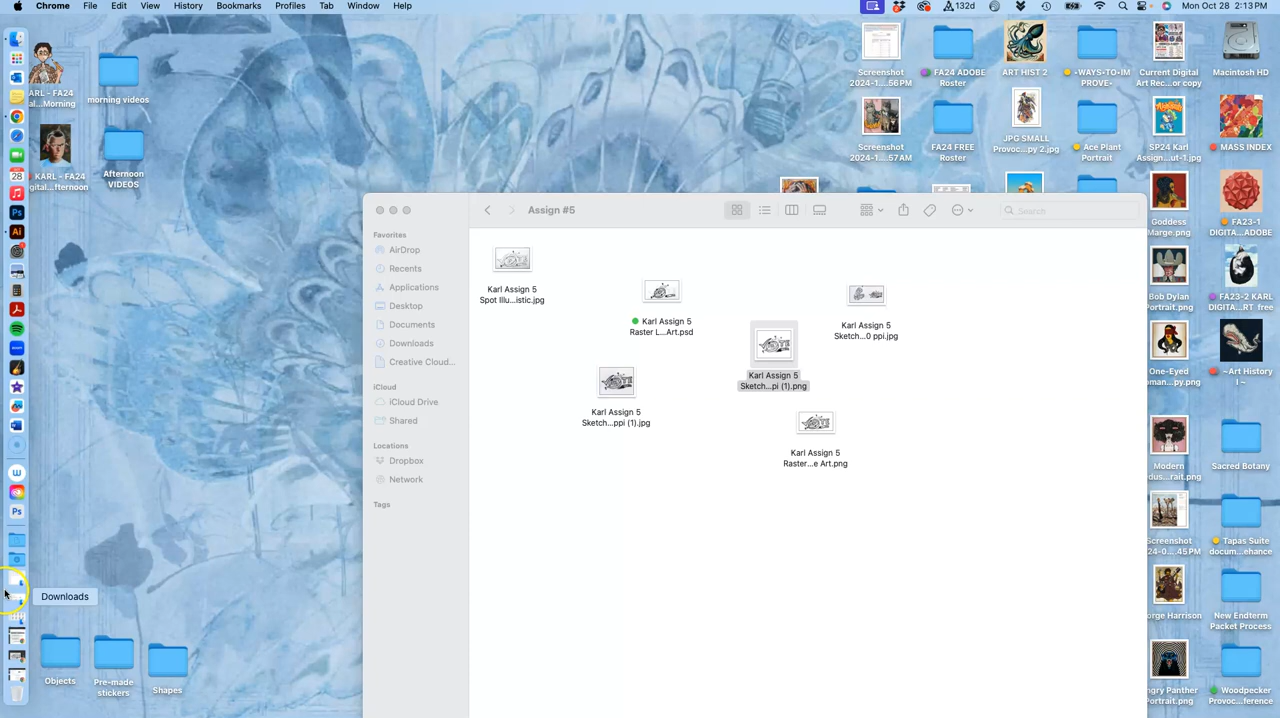 Chrome File Edit View History Bookmarks Profiles Tab Window Help
132d
Mon Oct 28 2:13 PM
morning videos
ARL - FA24
al...Morning
Afternoon
VIDEOS
KARL - FA24
gital...fternoon
28
Screenshot
2024-1....56PM
FA24 ADOBE
Roster
ART HIST 2
•WAYS•TO•IM
PROVE•
Current Digital
Art Rec...or copy
Macintosh HD
Screenshot
2024-1....57AM
FA24 FREE
Roster
JPG SMALL
Provoc...py 2.jpg
Ace Plant
Portrait
SP24 Karl
Assign...ut-1.jpg
MASS INDEX
Goddess
Marge.png
FA23-1
DIGITA...ADOBE
Bob Dylan
Portrait.png
FA23-2 KARL
DIGITA...RT free
One-Eyed
oman...py.png
~Art History
I ~
Modern
dus...rait.png
Sacred Botany
Screenshot
24-0....45PM
Tapas Suite
docum...ehance
orge Harrison
New Endterm
Packet Process
ngry Panther
Portrait.png
Woodpecker
Provoc...ference
Assign #5
Search
Favorites
AirDrop
Recents
Applications
Desktop
Documents
Downloads
Creative Cloud...
iCloud
iCloud Drive
Shared
Locations
Dropbox
Network
Tags
Karl Assign 5
Spot Illu...istic.jpg
Karl Assign 5
Raster L...Art.psd
Karl Assign 5
Sketch...0 ppi.jpg
Karl Assign 5
Sketch...pi (1).png
Karl Assign 5
Sketch...ppi (1).jpg
Karl Assign 5
Raster...e Art.png
Downloads
Objects
Pre-made
stickers
Shapes